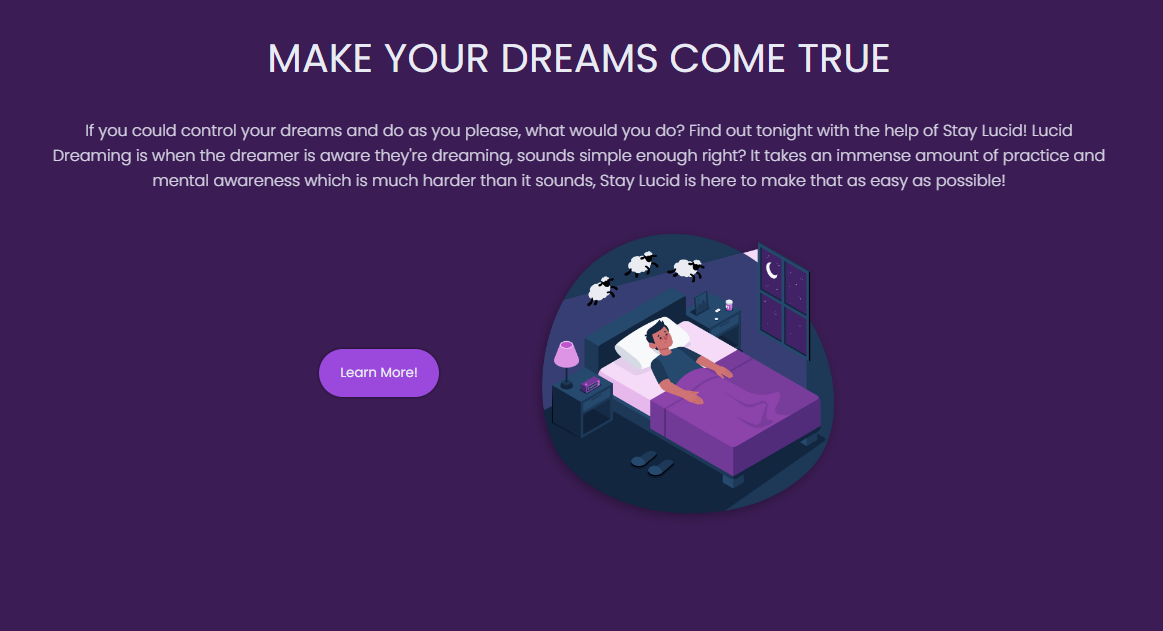 MAKE YOUR DREAMS COME TRUE
If you could control your dreams and do as you please, what would you do? Find out tonight with the help of Stay Lucid! Lucid
Dreaming is when the dreamer is aware they're dreaming, sounds simple enough right? It takes an immense amount of practice and
mental awareness which is much harder than it sounds, Stay Lucid is here to make that as easy as possible!
Learn More!